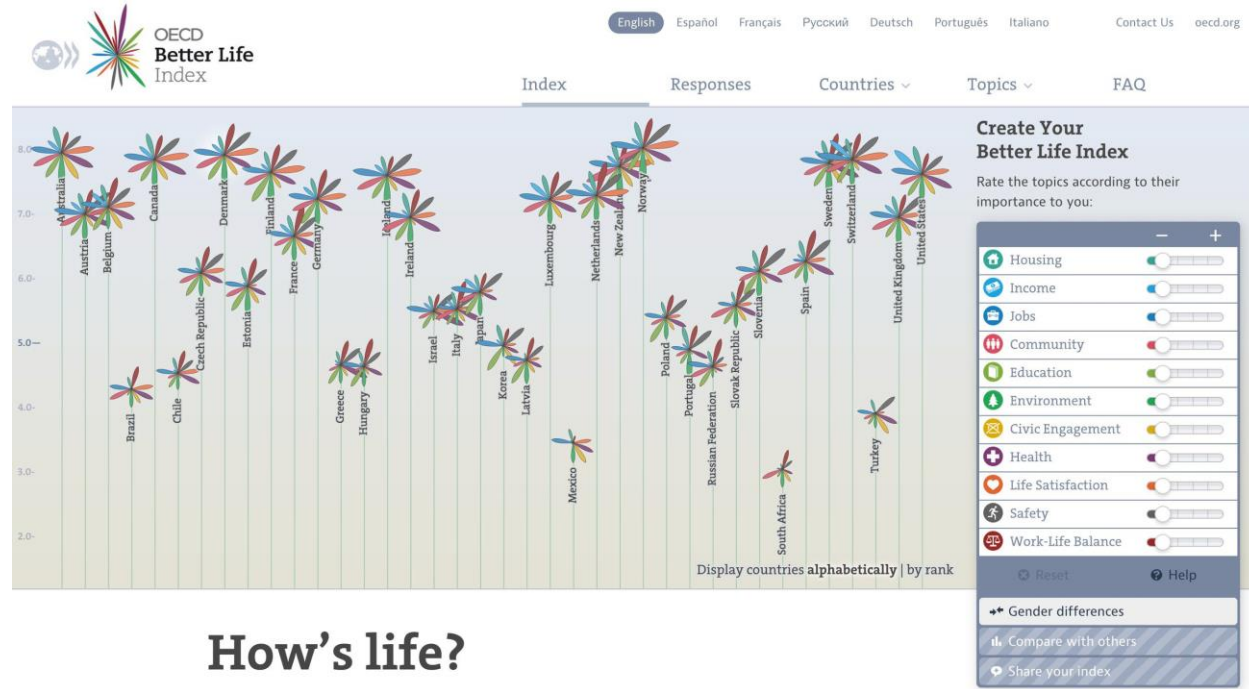 OECD
Better Life
Index
English Español Français Русский Deutsch Português Italiano Contact Us oecd.org
Index Responses Countries Topics FAQ
Create Your
Better Life Index
Rate the topics according to their
importance to you:
− +
Housing
Income
Jobs
Community
Education
Environment
Civic Engagement
Health
Life Satisfaction
Safety
Work-Life Balance
Reset Help
Gender differences
Compare with others
Share your index
8.0-
7.0-
6.0-
5.0—
4.0-
3.0-
2.0-
Australia
Austria
Belgium
Brazil
Canada
Chile
Czech Republic
Denmark
Estonia
Finland
France
Germany
Greece
Hungary
Iceland
Ireland
Israel
Italy
Japan
Korea
Latvia
Luxembourg
Mexico
Netherlands
New Zealand
Norway
Poland
Portugal
Russian Federation
Slovak Republic
Slovenia
South Africa
Spain
Sweden
Switzerland
Turkey
United Kingdom
United States
Display countries alphabetically | by rank
How's life?